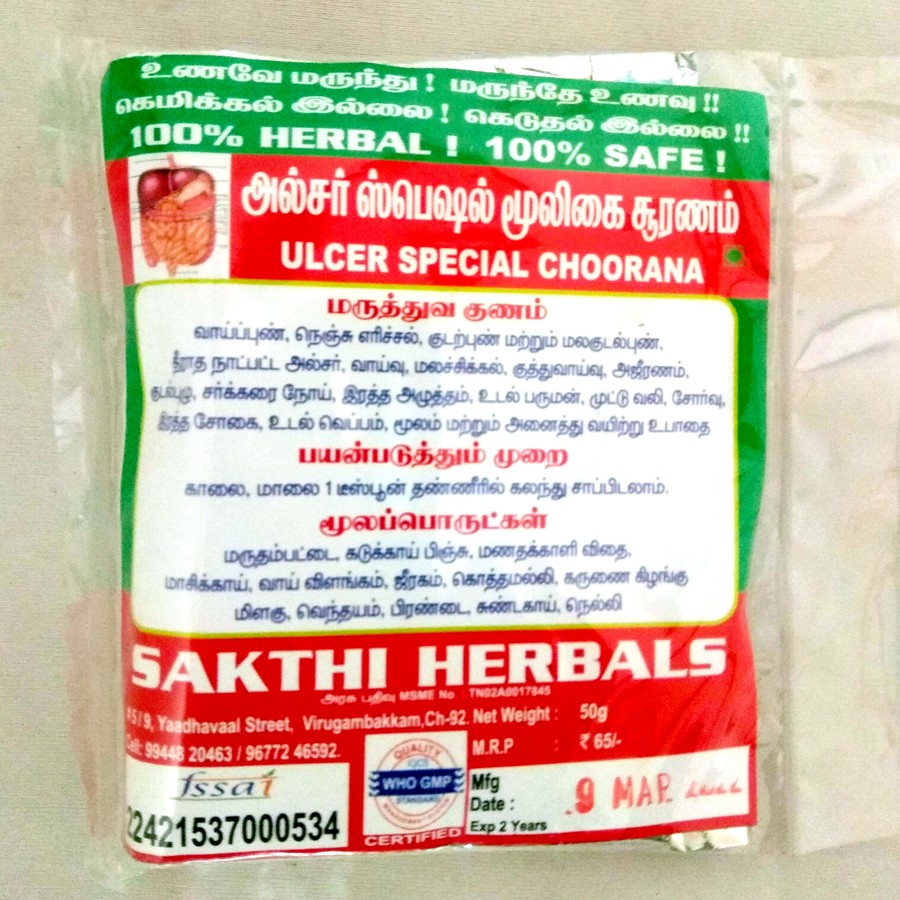 உணவே மருந்து ! மருந்தே உணவு !!
கெமிக்கல் இல்லை ! கெடுதல் இல்லை !!
100% HERBAL ! 100% SAFE !
அல்சர் ஸ்பெஷல் மூலிகை சூரணம்
ULCER SPECIAL CHOORANA
மருத்துவ குணம்
வாய்ப்புண், நெஞ்சு எரிச்சல், குடற்புண் மற்றும் மலகுடல்புண்,
தீராத நாட்பட்ட அல்சர், வாய்வு, மலச்சிக்கல், குத்துவாய்வு, அஜீரணம்,
குடல்புழு, சர்க்கரை நோய், இரத்த அழுத்தம், உடல் பருமன், முட்டு வலி, சோர்வு,
இரத்த சோகை, உடல் வெப்பம், மூலம் மற்றும் அனைத்து வயிற்று உபாதை
பயன்படுத்தும் முறை
காலை, மாலை 1 டீஸ்பூன் தண்ணீரில் கலந்து சாப்பிடலாம்.
மூலப்பொருட்கள்
மருதம்பட்டை, கடுக்காய் பிஞ்சு, மணதக்காளி விதை,
மாசிக்காய், வாய் விளங்கம், ஜீரகம், கொத்தமல்லி, கருணை கிழங்கு
மிளகு, வெந்தயம், பிரண்டை, சுண்டகாய், நெல்லி
SAKTHI HERBALS
அரசு பதிவு MSME No : TN02A0017845
# 5 / 9, Yaadhavaal Street, Virugambakkam, Ch-92.
Cell: 99448 20463 / 96772 46592.
Net Weight : 50g
M.R.P : ₹ 65/-
fssai
22421537000534
QUALITY
WHO GMP
STANDARD
CERTIFIED
Mfg
Date : 9 MAR 2022
Exp 2 Years